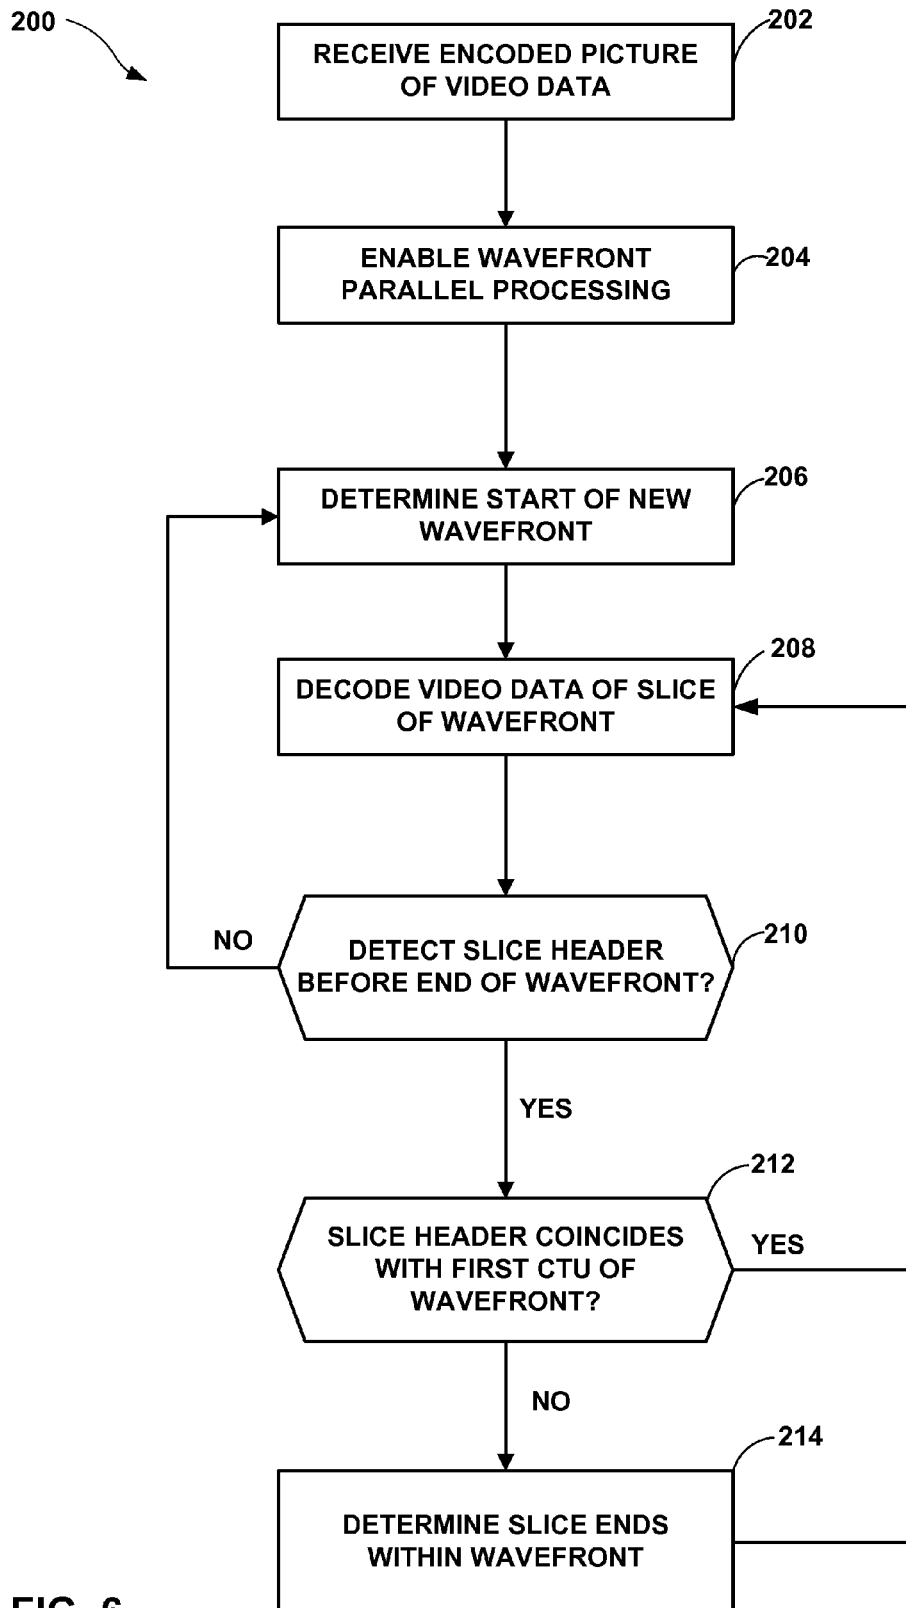 200
202
RECEIVE ENCODED PICTURE
OF VIDEO DATA
ENABLE WAVEFRONT
PARALLEL PROCESSING
204
206
DETERMINE START OF NEW
WAVEFRONT
208
DECODE VIDEO DATA OF SLICE
OF WAVEFRONT
NO
210
DETECT SLICE HEADER
BEFORE END OF WAVEFRONT?
YES
212
SLICE HEADER COINCIDES
WITH FIRST CTU OF
WAVEFRONT?
YES
NO
214
DETERMINE SLICE ENDS
WITHIN WAVEFRONT
FIG. 6